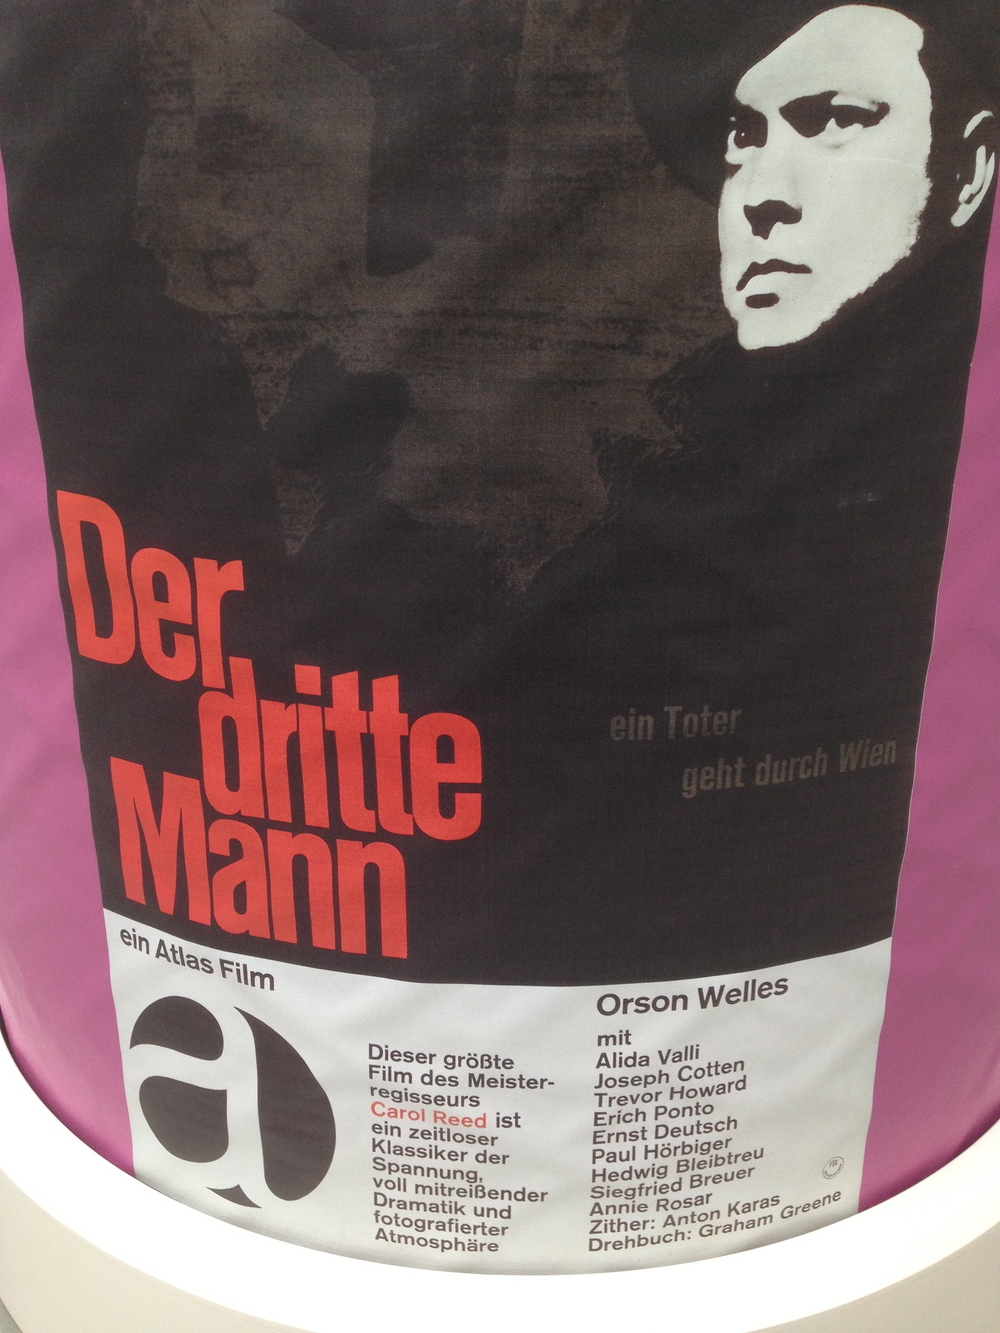 Der
dritte
Mann
ein Toter
geht durch Wien
ein Atlas Film
a
Dieser größte
Film des Meister-
regisseurs
Carol Reed ist
ein zeitloser
Klassiker der
Spannung,
voll mitreißender
Dramatik und
fotografierter
Atmosphäre
Orson Welles
mit
Alida Valli
Joseph Cotten
Trevor Howard
Erich Ponto
Ernst Deutsch
Paul Hörbiger
Hedwig Bleibtreu
Siegfried Breuer
Annie Rosar
Zither: Anton Karas
Drehbuch: Graham Greene